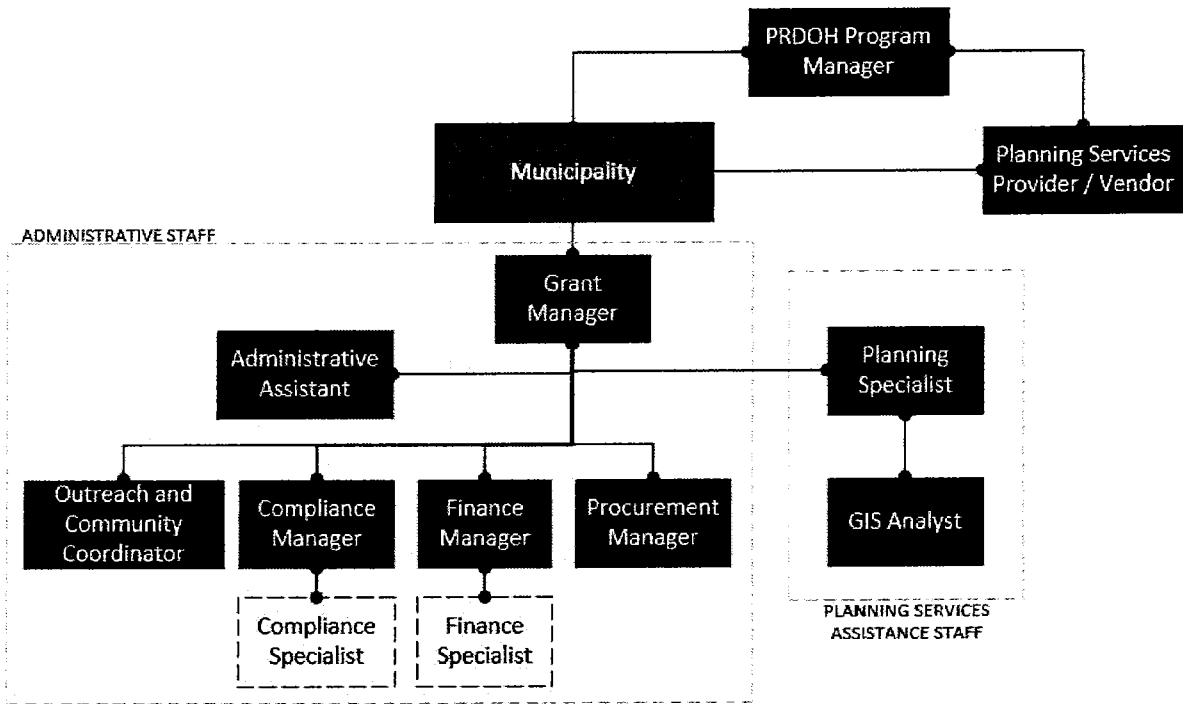 PRDOH Program
Manager
Municipality
Planning Services
Provider / Vendor
ADMINISTRATIVE STAFF
Grant
Manager
Administrative
Assistant
Planning
Specialist
Outreach and
Community
Coordinator
Compliance
Manager
Finance
Manager
Procurement
Manager
GIS Analyst
Compliance
Specialist
Finance
Specialist
PLANNING SERVICES
ASSISTANCE STAFF